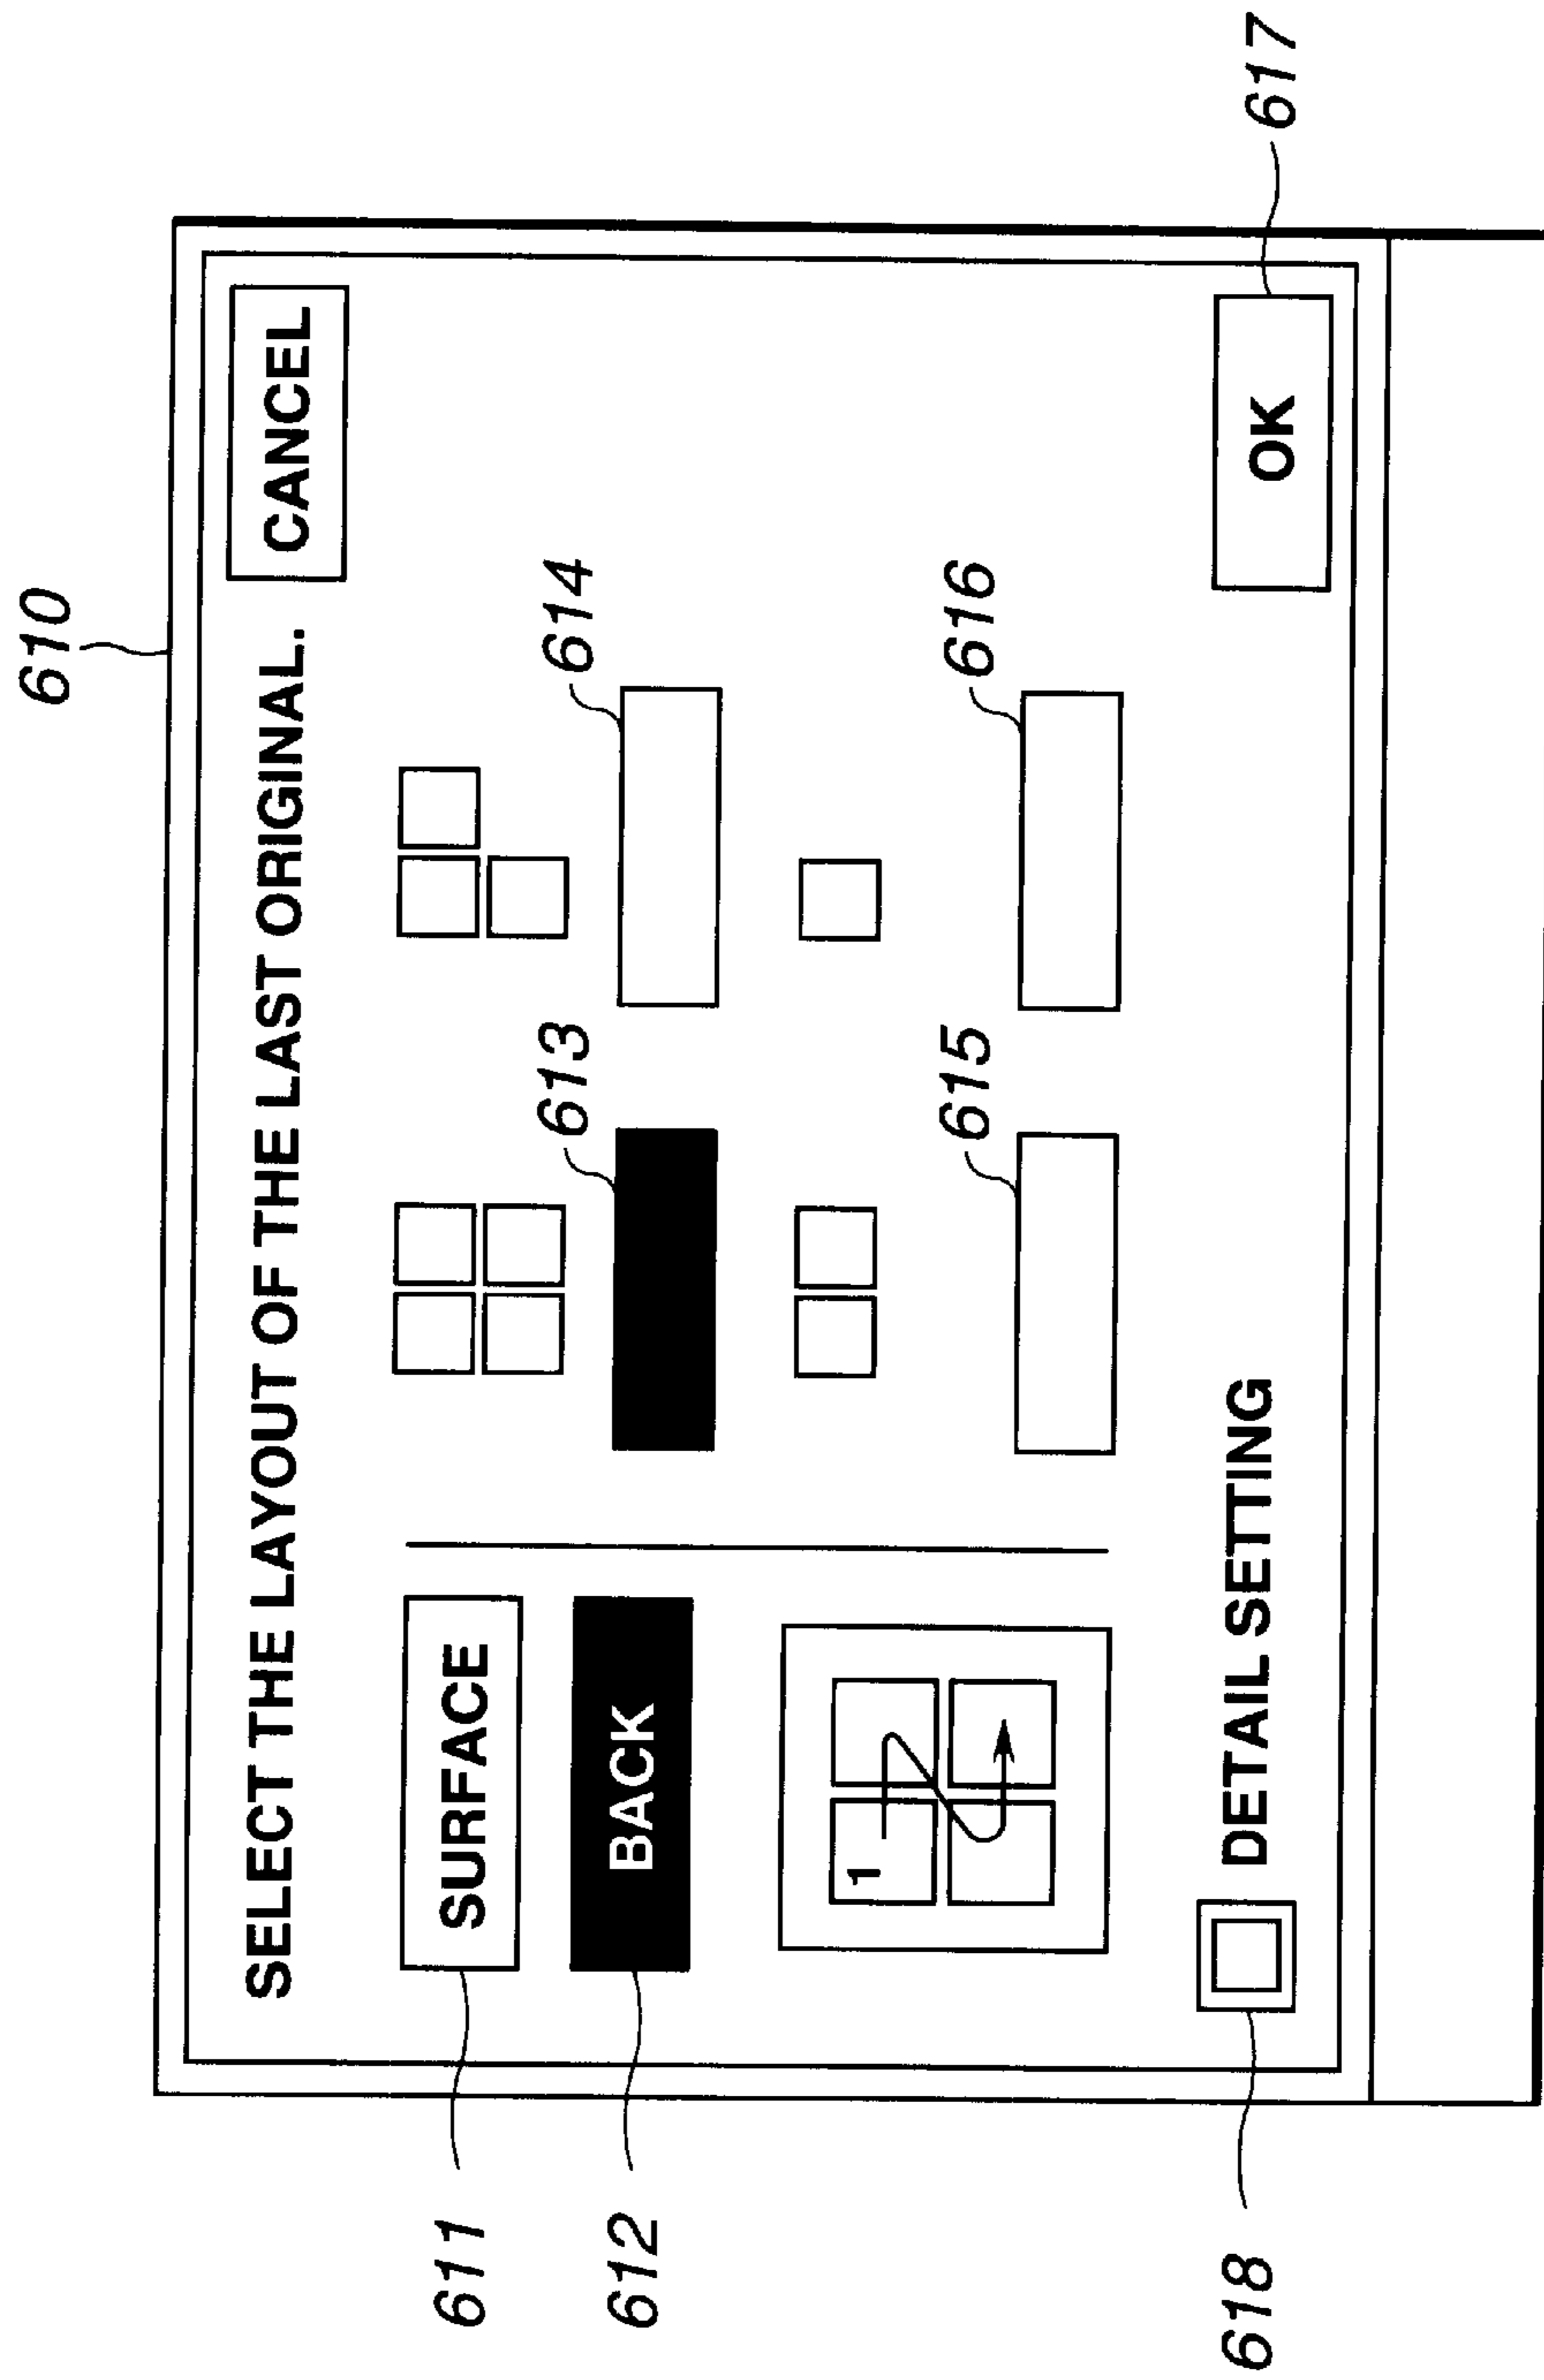 610
SELECT THE LAYOUT OF THE LAST ORIGINAL.
CANCEL
611
SURFACE
613
614
612
BACK
1
615
616
618
DETAIL SETTING
OK
617